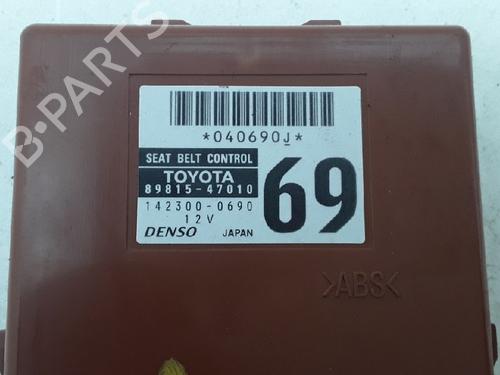 *040690J*
SEAT BELT CONTROL
TOYOTA
89815-47010
69
142300-0690
12V
DENSO
JAPAN
>ABS<
B-PARTS